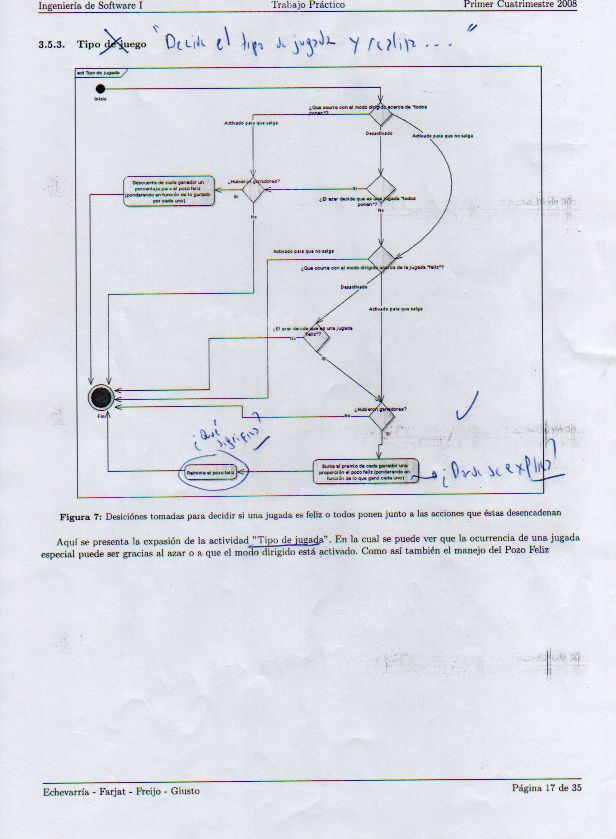 Ingeniería de Software I Trabajo Práctico Primer Cuatrimestre 2008
3.5.3. Tipo de juego "Decide el tipo de jugada y realiza ... "
act Tipo de jugada
Inicio
¿Que ocurre con el modo dirigido acerca de "todos
ponen"?
Activado para que salga
Desactivado
Activado para que no salga
Descuenta de cada ganador un
porcentaje para el pozo feliz
(ponderando en función de lo ganado
por cada uno)
¿Hubieron ganadores?
Si
Si
¿El azar decide que es una jugada "todos
ponen"?
No
No
Activado para que no salga
¿Que ocurre con el modo dirigido acerca de la jugada "feliz"?
Desactivado
Activado para que salga
¿El azar decide que es una jugada
"feliz"?
No
Si
Fin
¿Hubieron ganadores?
No
Si
¿Qué
significa?
Reinicia el pozo feliz
Suma al premio de cada ganador una
proporción el pozo feliz (ponderando en
función de lo que ganó cada uno)
¿Donde se explica?
Figura 7: Desiciónes tomadas para decidir si una jugada es feliz o todos ponen junto a las acciones que éstas desencadenan
Aquí se presenta la expasión de la actividad "Tipo de jugada". En la cual se puede ver que la ocurrencia de una jugada
especial puede ser gracias al azar o a que el modo dirigido está activado. Como así también el manejo del Pozo Feliz
Echevarría - Farjat - Freijo - Giusto Página 17 de 35